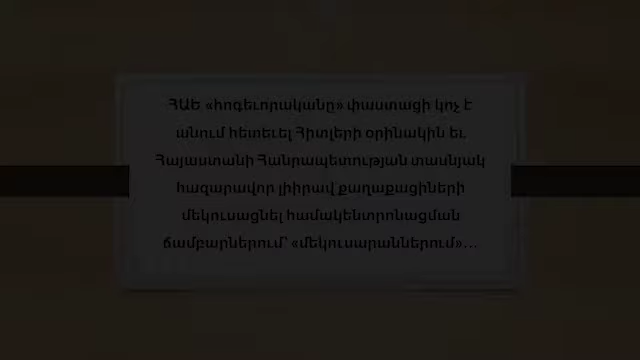 ՀԱԵ «հոգեւորականը» փաստացի կոչ է
անում հետեւել Հիտլերի օրինակին եւ
Հայաստանի Հանրապետության տասնյակ
հազարավոր լիիրավ քաղաքացիների
մեկուսացնել համակենտրոնացման
ճամբարներում՝ «մեկուսարաններում»...